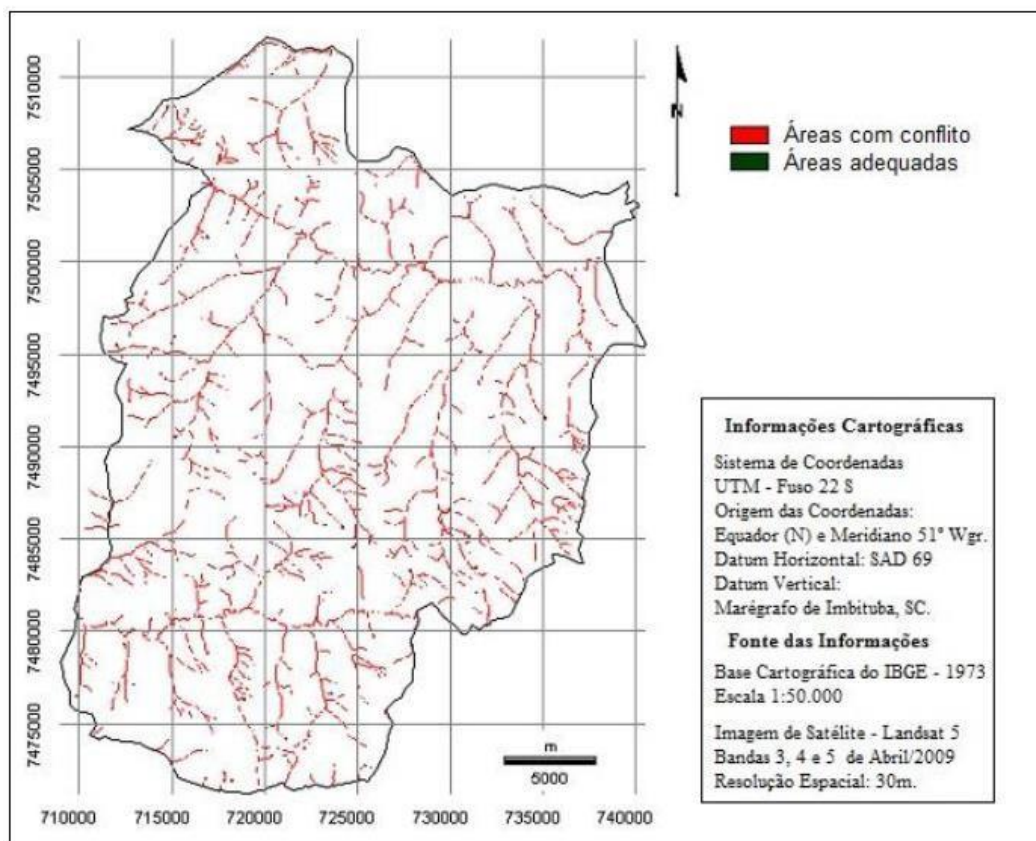 7510000
7505000
7500000
7495000
7490000
7485000
7480000
7475000
710000 715000 720000 725000 730000 735000 740000
N
m
5000
Áreas com conflito
Áreas adequadas
Informações Cartográficas
Sistema de Coordenadas
UTM - Fuso 22 S
Origem das Coordenadas:
Equador (N) e Meridiano 51° Wgr.
Datum Horizontal: SAD 69
Datum Vertical:
Marégrafo de Imbituba, SC.
Fonte das Informações
Base Cartográfica do IBGE - 1973
Escala 1:50.000
Imagem de Satélite - Landsat 5
Bandas 3, 4 e 5 de Abril/2009
Resolução Espacial: 30m.